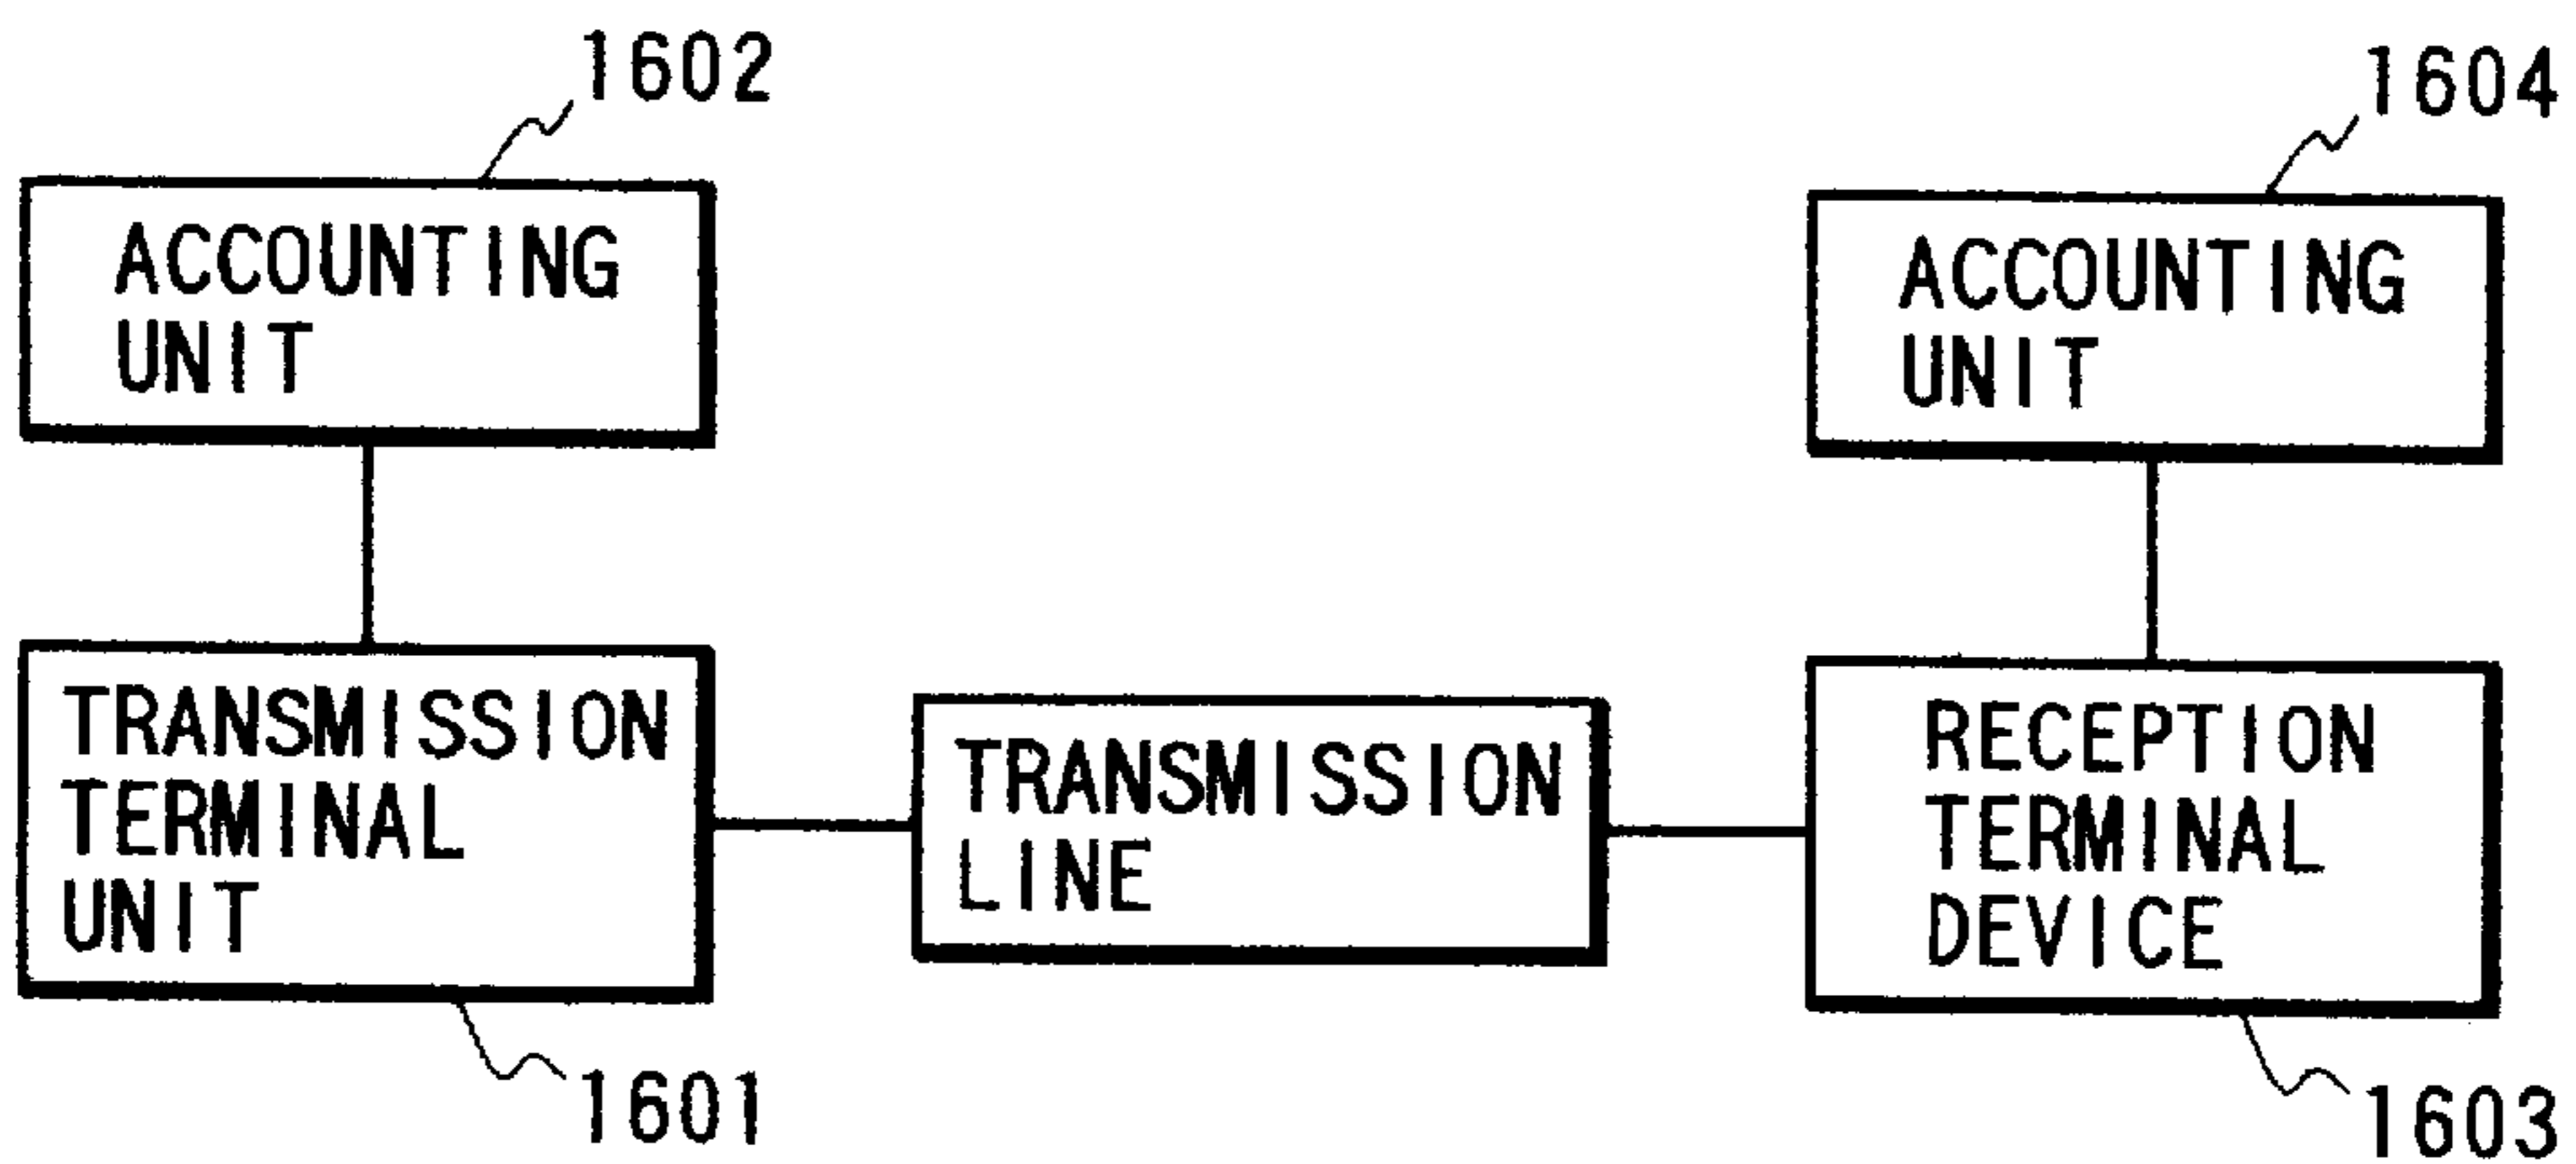 1602
ACCOUNTING
UNIT
1604
ACCOUNTING
UNIT
TRANSMISSION
TERMINAL
UNIT
1601
TRANSMISSION
LINE
RECEPTION
TERMINAL
DEVICE
1603